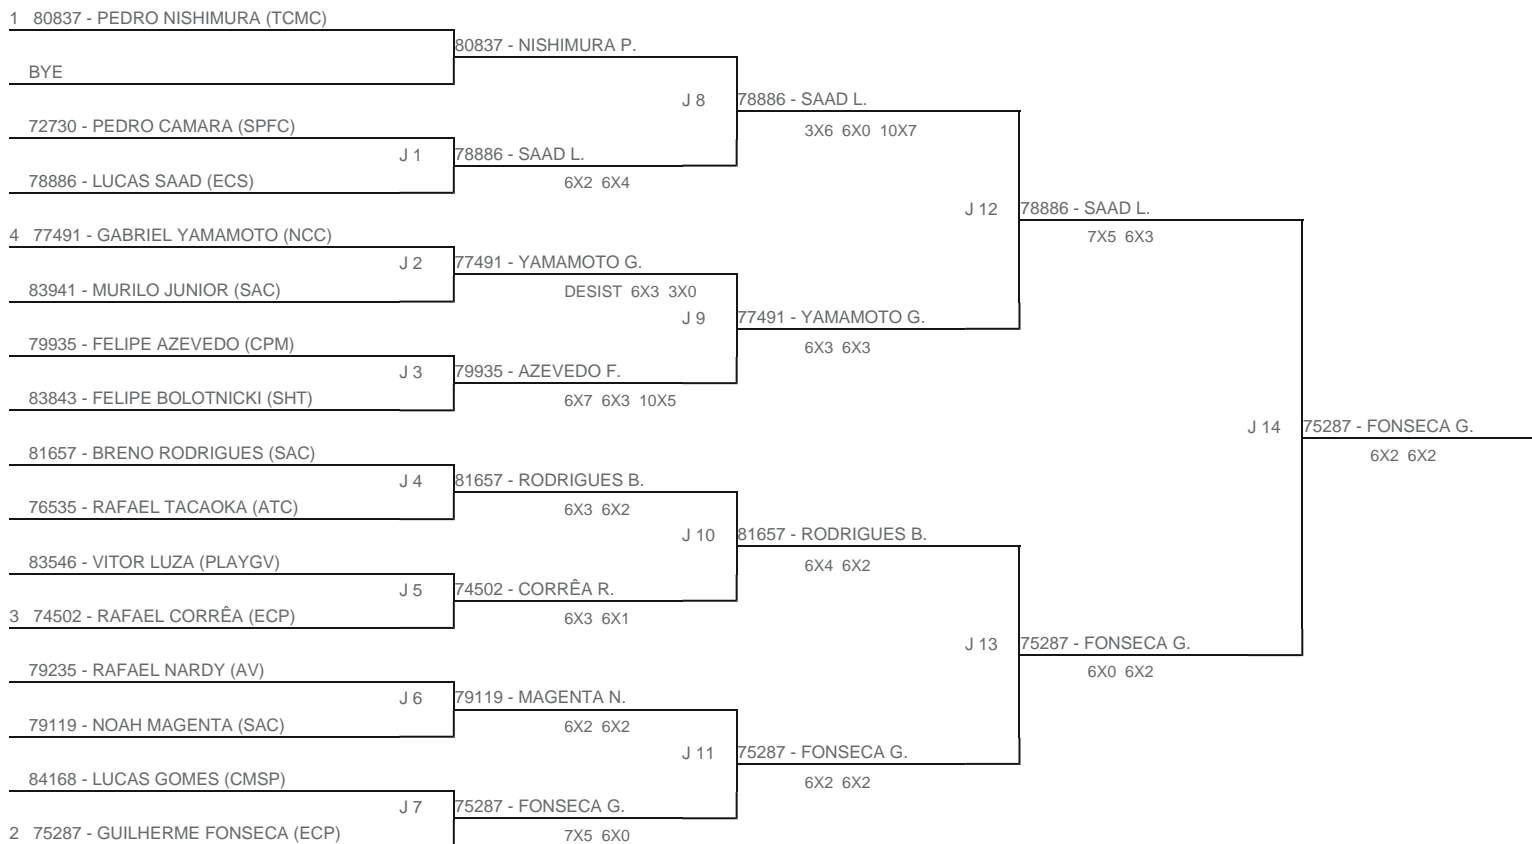 1 80837 - PEDRO NISHIMURA (TCMC)
80837 - NISHIMURA P.
BYE
J 8
78886 - SAAD L.
3X6 6X0 10X7
72730 - PEDRO CAMARA (SPFC)
J 1
78886 - SAAD L.
6X2 6X4
78886 - LUCAS SAAD (ECS)
J 12
78886 - SAAD L.
7X5 6X3
4 77491 - GABRIEL YAMAMOTO (NCC)
J 2
77491 - YAMAMOTO G.
DESIST 6X3 3X0
83941 - MURILO JUNIOR (SAC)
J 9
77491 - YAMAMOTO G.
6X3 6X3
79935 - FELIPE AZEVEDO (CPM)
J 3
79935 - AZEVEDO F.
6X7 6X3 10X5
83843 - FELIPE BOLOTNICKI (SHT)
J 14
75287 - FONSECA G.
6X2 6X2
81657 - BRENO RODRIGUES (SAC)
J 4
81657 - RODRIGUES B.
6X3 6X2
76535 - RAFAEL TACAOKA (ATC)
J 10
81657 - RODRIGUES B.
6X4 6X2
83546 - VITOR LUZA (PLAYGV)
J 5
74502 - CORRÊA R.
6X3 6X1
3 74502 - RAFAEL CORRÊA (ECP)
J 13
75287 - FONSECA G.
6X0 6X2
79235 - RAFAEL NARDY (AV)
J 6
79119 - MAGENTA N.
6X2 6X2
79119 - NOAH MAGENTA (SAC)
J 11
75287 - FONSECA G.
6X2 6X2
84168 - LUCAS GOMES (CMSP)
J 7
75287 - FONSECA G.
7X5 6X0
2 75287 - GUILHERME FONSECA (ECP)